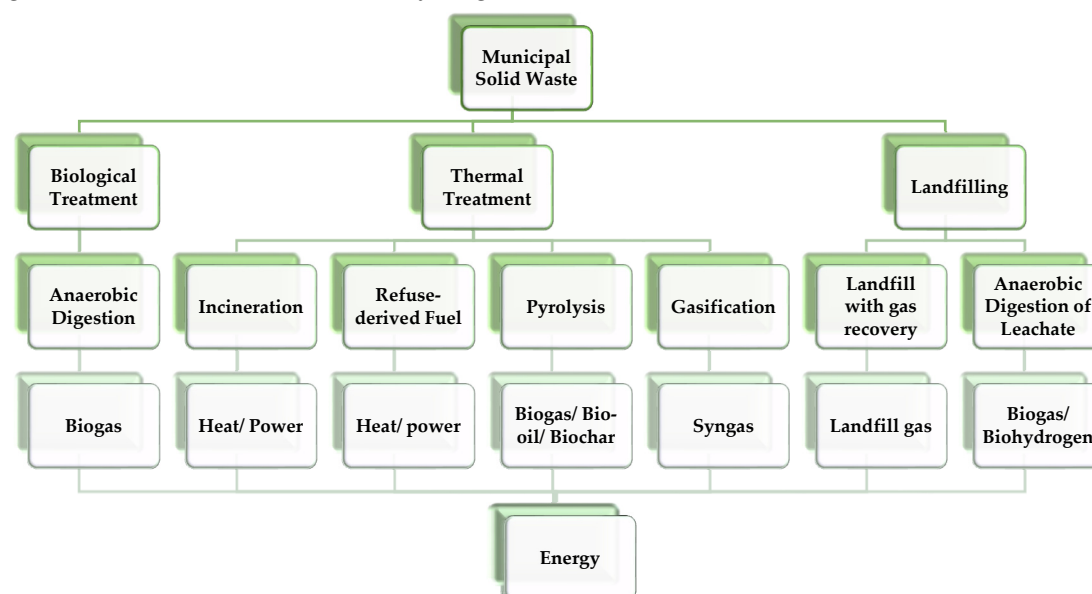 Municipal
Solid Waste
Biological
Treatment
Thermal
Treatment
Landfilling
Anaerobic
Digestion
Incineration
Refuse-
derived Fuel
Pyrolysis
Gasification
Landfill
with gas
recovery
Anaerobic
Digestion of
Leachate
Biogas
Heat/ Power
Heat/ power
Biogas/ Bio-
oil/ Biochar
Syngas
Landfill gas
Biogas/
Biohydrogen
Energy